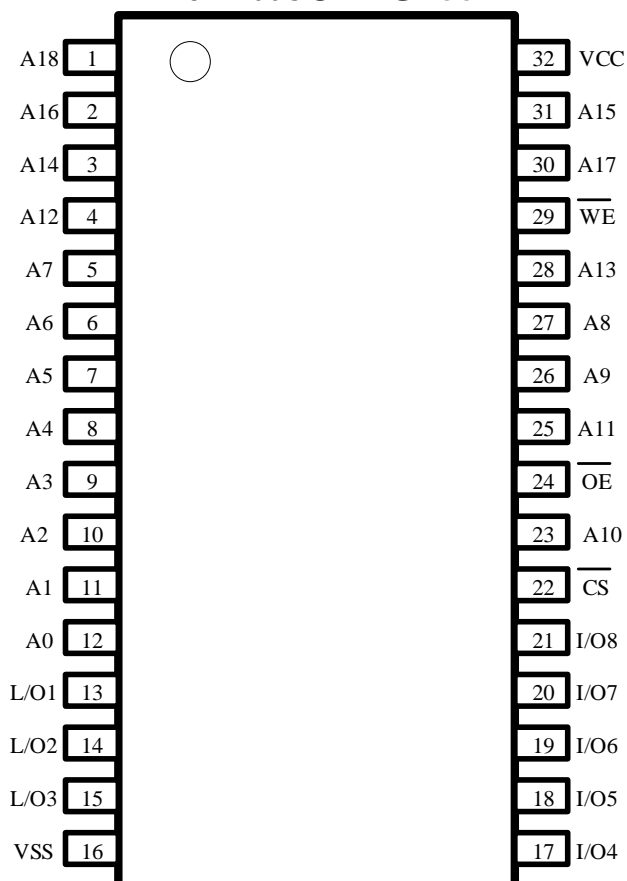 A18 1 32 VCC
A16 2 31 A15
A14 3 30 A17
A12 4 29 WE
A7 5 28 A13
A6 6 27 A8
A5 7 26 A9
A4 8 25 A11
A3 9 24 OE
A2 10 23 A10
A1 11 22 CS
A0 12 21 I/O8
L/O1 13 20 I/O7
L/O2 14 19 I/O6
L/O3 15 18 I/O5
VSS 16 17 I/O4